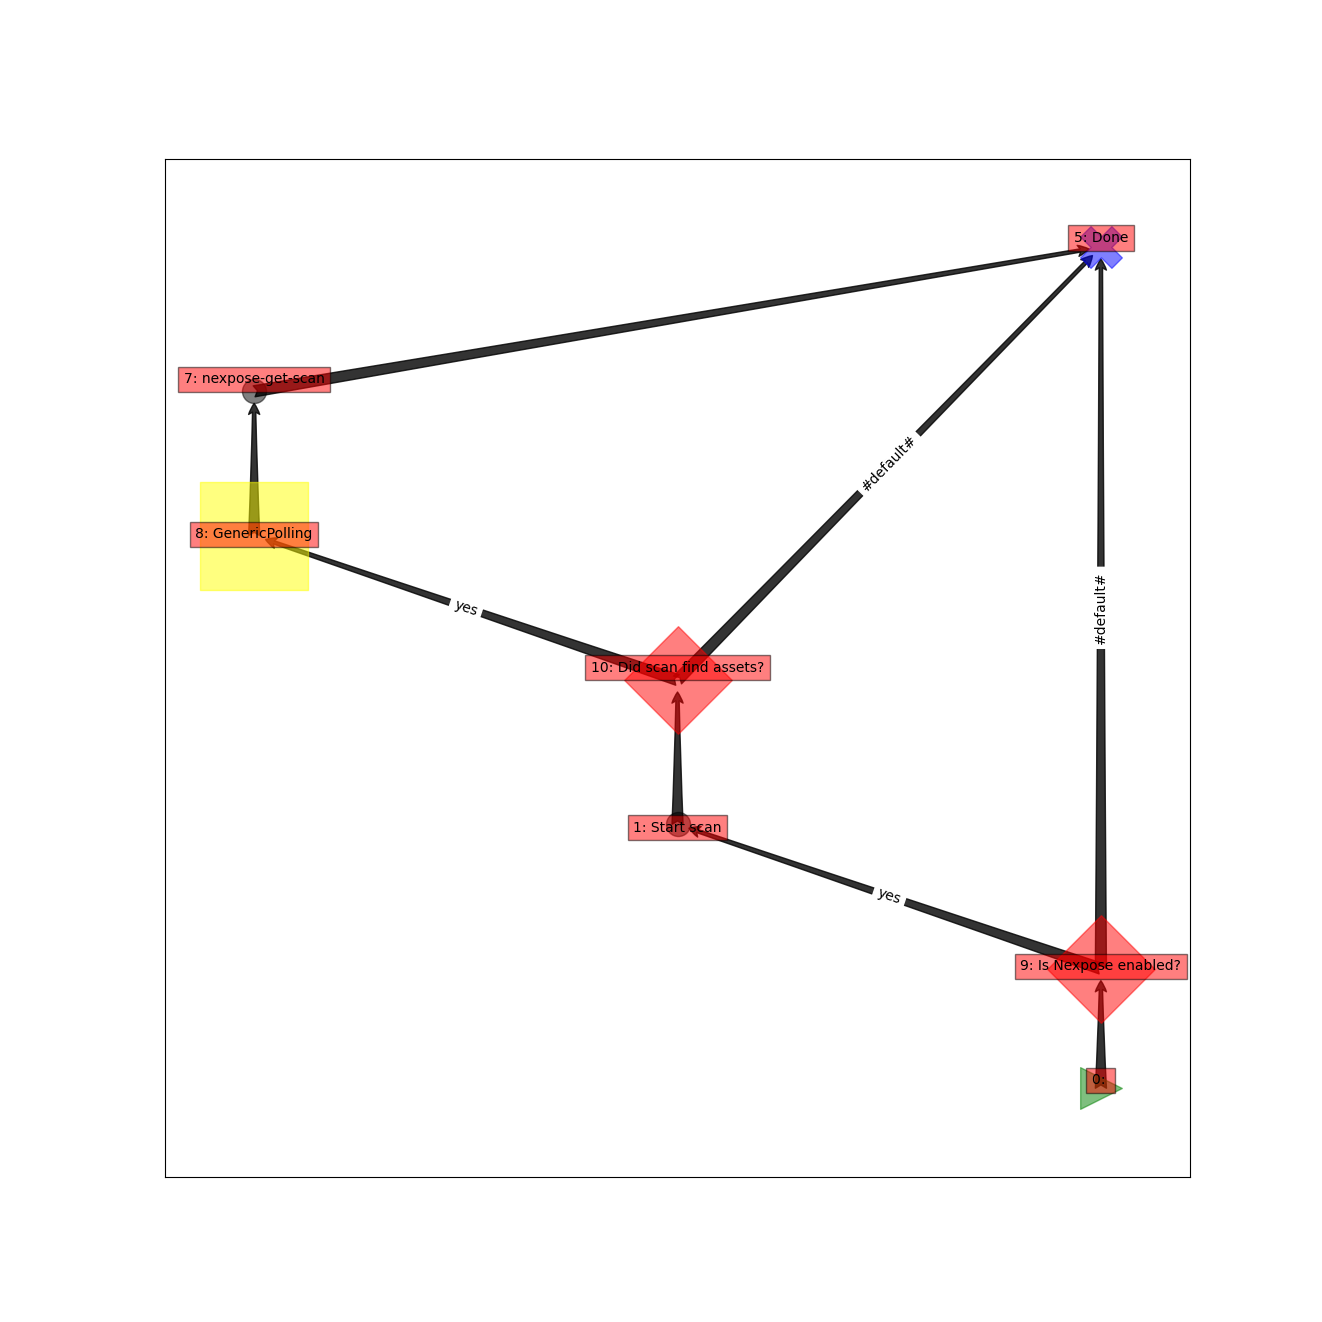 5: Done
7: nexpose-get-scan
#default#
8: GenericPolling
#default#
yes
10: Did scan find assets?
1: Start scan
yes
9: Is Nexpose enabled?
0: